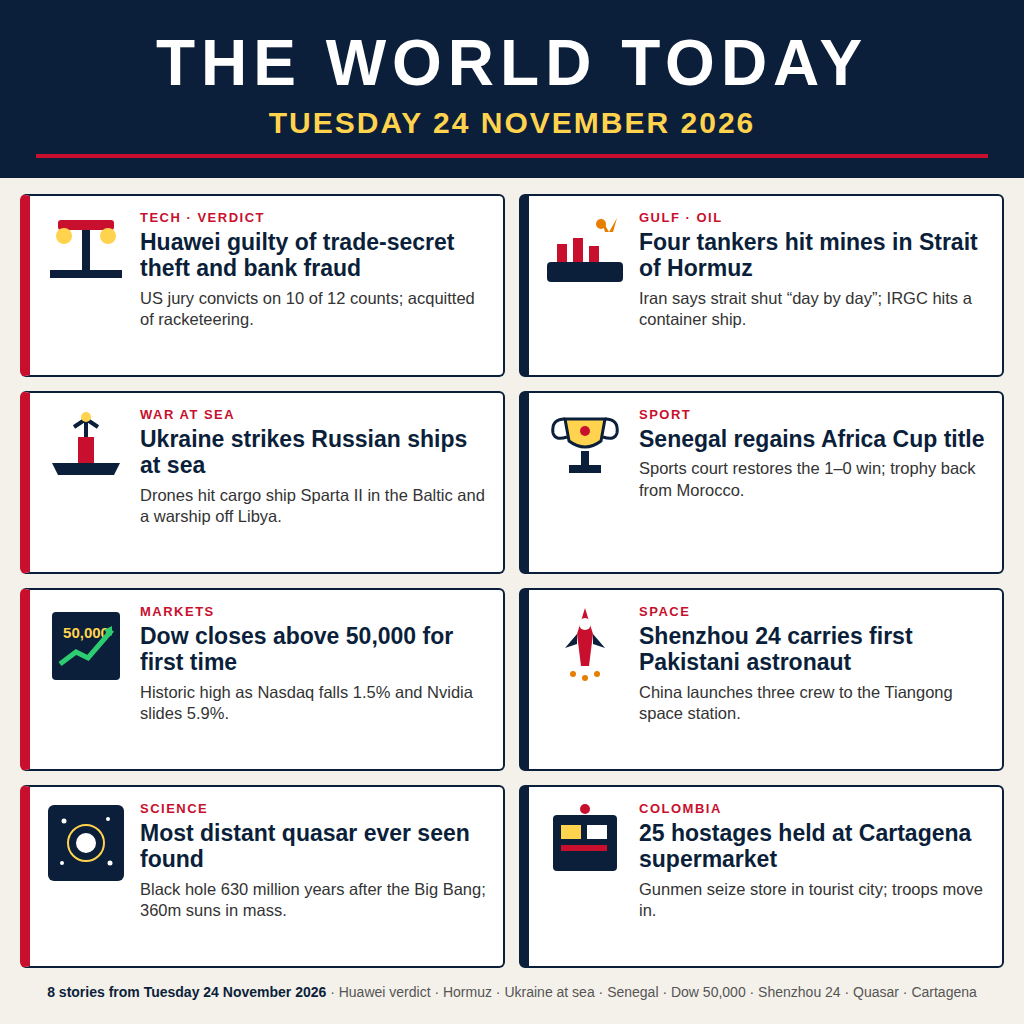 THE WORLD TODAY
TUESDAY 24 NOVEMBER 2026
TECH · VERDICT
Huawei guilty of trade-secret
theft and bank fraud
US jury convicts on 10 of 12 counts; acquitted
of racketeering.
GULF · OIL
Four tankers hit mines in Strait
of Hormuz
Iran says strait shut “day by day”; IRGC hits a
container ship.
WAR AT SEA
Ukraine strikes Russian ships
at sea
Drones hit cargo ship Sparta II in the Baltic and
a warship off Libya.
SPORT
Senegal regains Africa Cup title
Sports court restores the 1–0 win; trophy back
from Morocco.
50,000
MARKETS
Dow closes above 50,000 for
first time
Historic high as Nasdaq falls 1.5% and Nvidia
slides 5.9%.
SPACE
Shenzhou 24 carries first
Pakistani astronaut
China launches three crew to the Tiangong
space station.
SCIENCE
Most distant quasar ever seen
found
Black hole 630 million years after the Big Bang;
360m suns in mass.
COLOMBIA
25 hostages held at Cartagena
supermarket
Gunmen seize store in tourist city; troops move
in.
8 stories from Tuesday 24 November 2026 · Huawei verdict · Hormuz · Ukraine at sea · Senegal · Dow 50,000 · Shenzhou 24 · Quasar · Cartagena